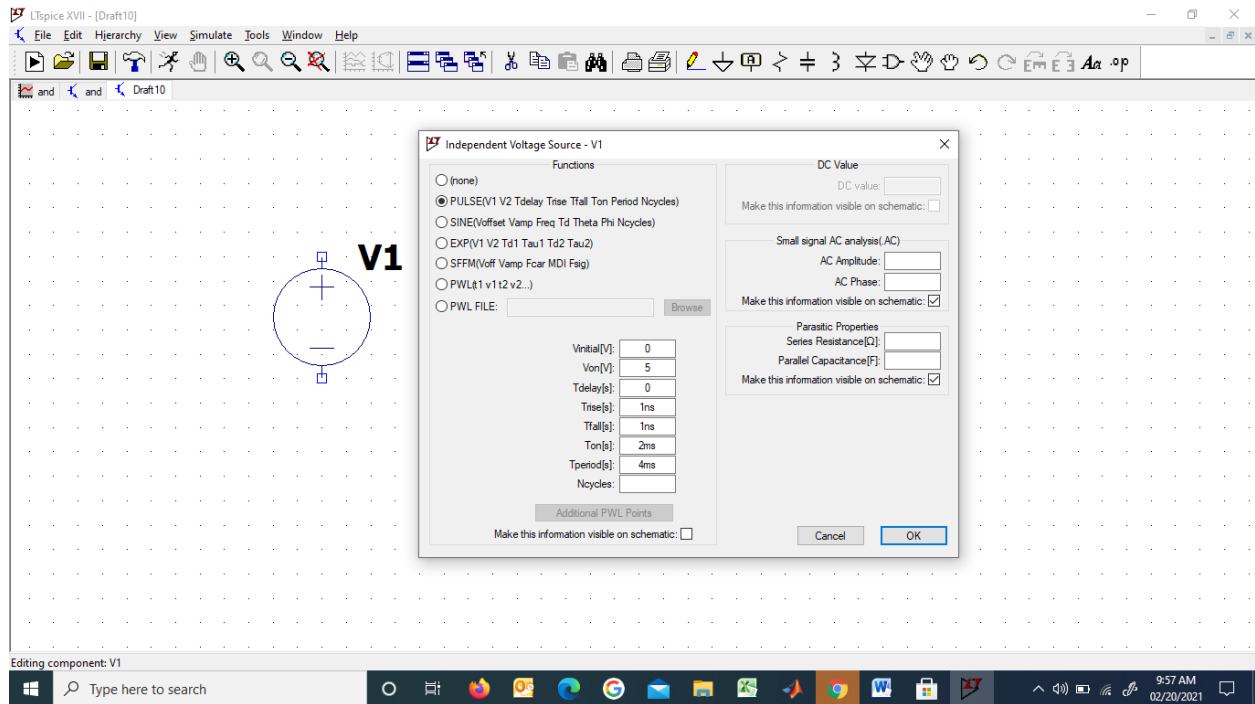 LTspice XVII - [Draft10]
File Edit Hierarchy View Simulate Tools Window Help
Aa .op
and and Draft10
V1
Independent Voltage Source - V1
Functions
(none)
PULSE(V1 V2 Tdelay Trise Tfall Ton Period Ncycles)
SINE(Voffset Vamp Freq Td Theta Phi Ncycles)
EXP(V1 V2 Td1 Tau1 Td2 Tau2)
SFFM(Voff Vamp Fcar MDI Fsig)
PWL(t1 v1 t2 v2...)
PWL FILE: Browse
Vinitial[V]: 0
Von[V]: 5
Tdelay[s]: 0
Trise[s]: 1ns
Tfall[s]: 1ns
Ton[s]: 2ms
Tperiod[s]: 4ms
Ncycles:
Additional PWL Points
Make this information visible on schematic:
DC Value
DC value:
Make this information visible on schematic:
Small signal AC analysis(.AC)
AC Amplitude:
AC Phase:
Make this information visible on schematic:
Parasitic Properties
Series Resistance[Ω]:
Parallel Capacitance[F]:
Make this information visible on schematic:
Cancel OK
Editing component: V1
Type here to search
9:57 AM
02/20/2021